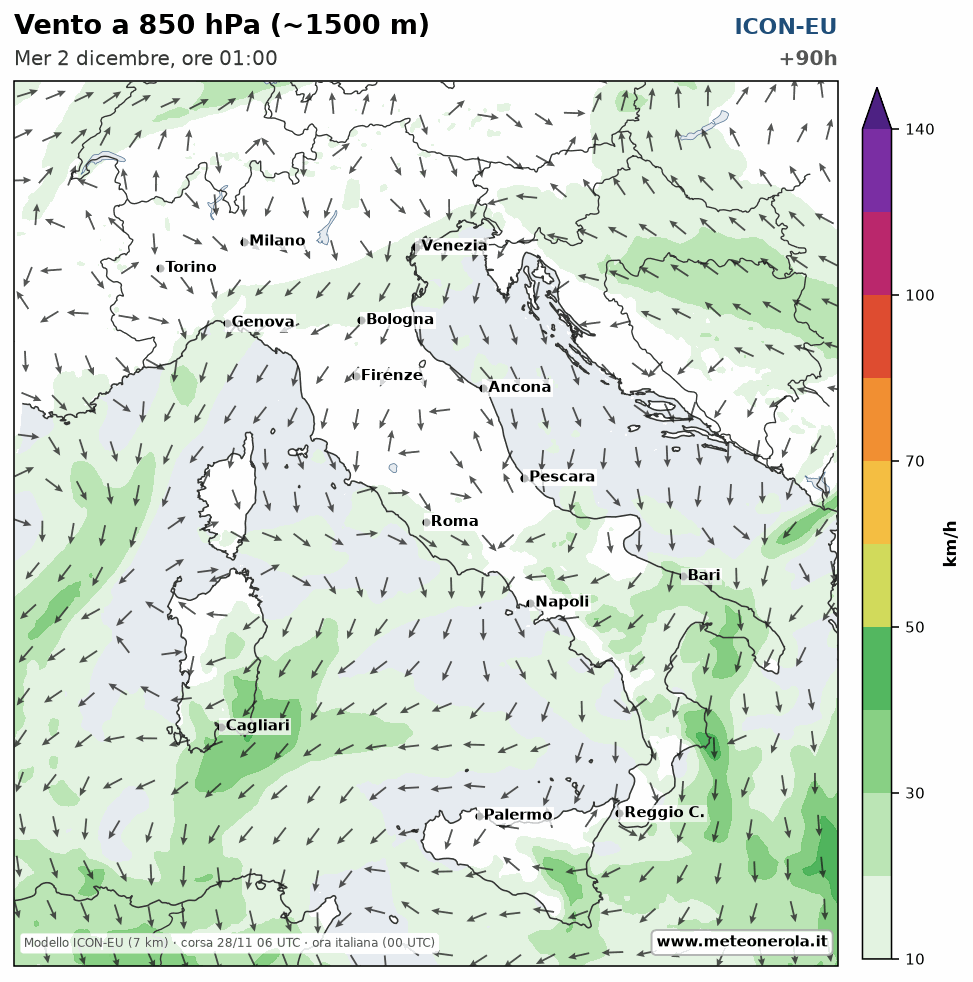 Vento a 850 hPa (~1500 m)
ICON-EU
Mer 2 dicembre, ore 01:00
+90h
140
Milano
Venezia
Torino
100
Genova
Bologna
Firenze
Ancona
70
Pescara
Roma
km/h
Bari
Napoli
50
Cagliari
30
Palermo
Reggio C.
Modello ICON-EU (7 km) · corsa 28/11 06 UTC · ora italiana (00 UTC)
www.meteonerola.it
10